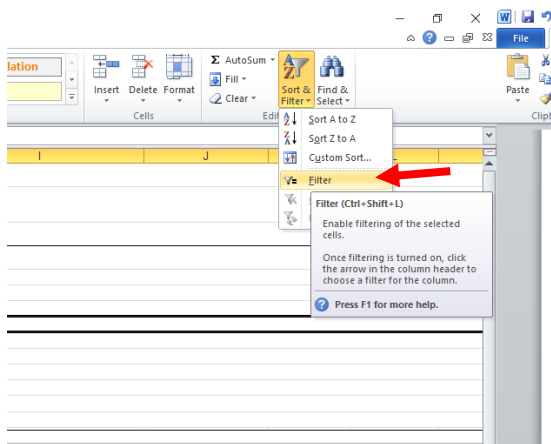 W
File
lation
Insert Delete Format
Cells
Σ AutoSum
Fill
Clear
Sort & Filter
Find & Select
Edit
Paste
Clipb
Sort A to Z
Sort Z to A
Custom Sort...
Filter
I J L
Filter (Ctrl+Shift+L)
Enable filtering of the selected
cells.
Once filtering is turned on, click
the arrow in the column header to
choose a filter for the column.
Press F1 for more help.